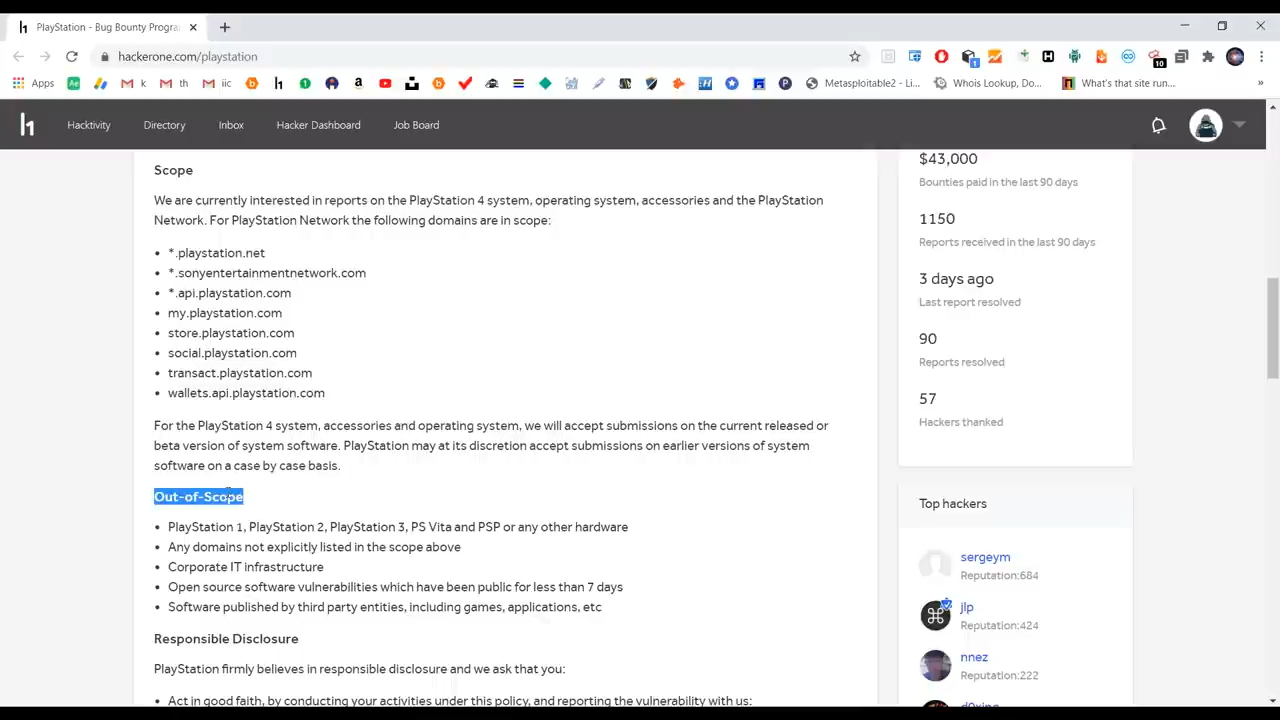 PlayStation - Bug Bounty Progra
hackerone.com/playstation
Apps
k
th
iic
Metasploitable2 - Li...
Whois Lookup, Do...
What's that site run...
»
10
1
Hacktivity
Directory
Inbox
Hacker Dashboard
Job Board
Scope
We are currently interested in reports on the PlayStation 4 system, operating system, accessories and the PlayStation
Network. For PlayStation Network the following domains are in scope:
• *.playstation.net
• *.sonyentertainmentnetwork.com
• *.api.playstation.com
• my.playstation.com
• store.playstation.com
• social.playstation.com
• transact.playstation.com
• wallets.api.playstation.com
For the PlayStation 4 system, accessories and operating system, we will accept submissions on the current released or
beta version of system software. PlayStation may at its discretion accept submissions on earlier versions of system
software on a case by case basis.
Out-of-Scope
• PlayStation 1, PlayStation 2, PlayStation 3, PS Vita and PSP or any other hardware
• Any domains not explicitly listed in the scope above
• Corporate IT infrastructure
• Open source software vulnerabilities which have been public for less than 7 days
• Software published by third party entities, including games, applications, etc
Responsible Disclosure
PlayStation firmly believes in responsible disclosure and we ask that you:
• Act in good faith, by conducting your activities under this policy, and reporting the vulnerability with us:
$43,000
Bounties paid in the last 90 days
1150
Reports received in the last 90 days
3 days ago
Last report resolved
90
Reports resolved
57
Hackers thanked
Top hackers
sergeym
Reputation:684
jlp
Reputation:424
nnez
Reputation:222